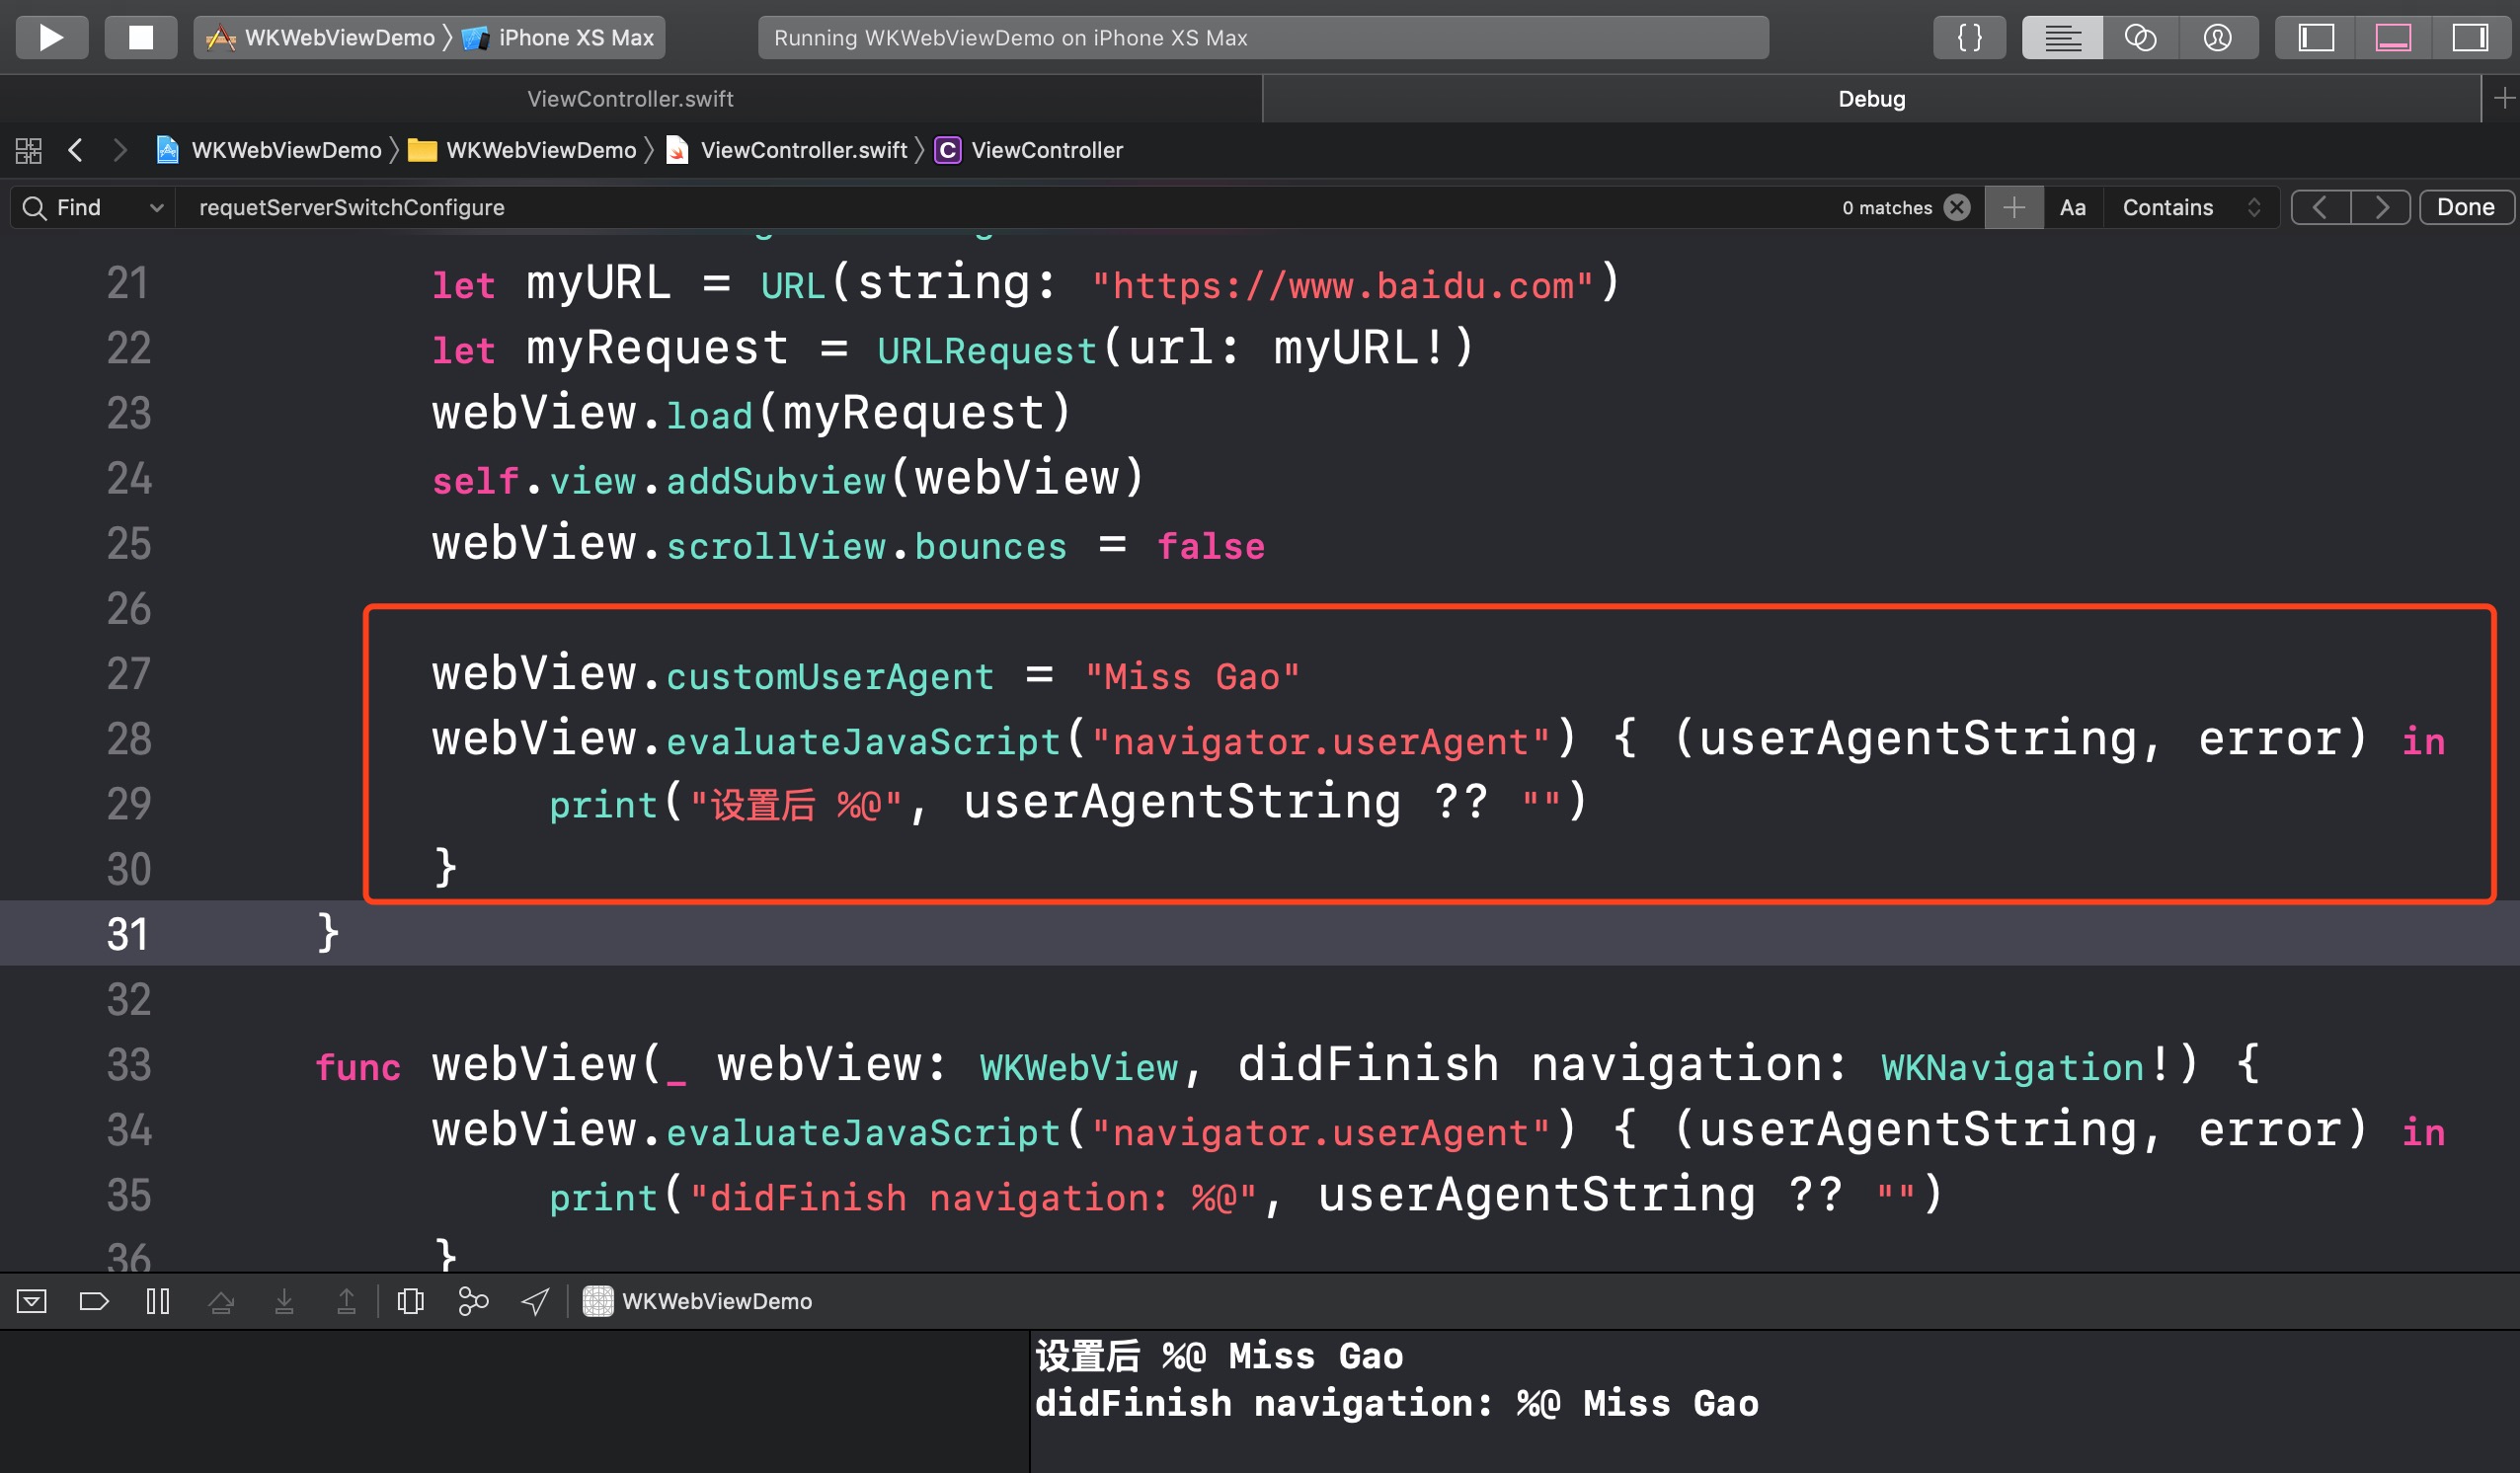 WKWebViewDemo 〉 iPhone XS Max
Running WKWebViewDemo on iPhone XS Max
{}
ViewController.swift
Debug
WKWebViewDemo 〉 WKWebViewDemo 〉 ViewController.swift 〉 C ViewController
Find requetServerSwitchConfigure 0 matches Aa Contains Done
21 let myURL = URL(string: "https://www.baidu.com")
22 let myRequest = URLRequest(url: myURL!)
23 webView.load(myRequest)
24 self.view.addSubview(webView)
25 webView.scrollView.bounces = false
26
27 webView.customUserAgent = "Miss Gao"
28 webView.evaluateJavaScript("navigator.userAgent") { (userAgentString, error) in
29 print("设置后 %@", userAgentString ?? "")
30 }
31 }
32
33 func webView(_ webView: WKWebView, didFinish navigation: WKNavigation!) {
34 webView.evaluateJavaScript("navigator.userAgent") { (userAgentString, error) in
35 print("didFinish navigation: %@", userAgentString ?? "")
36 }
WKWebViewDemo
设置后 %@ Miss Gao
didFinish navigation: %@ Miss Gao